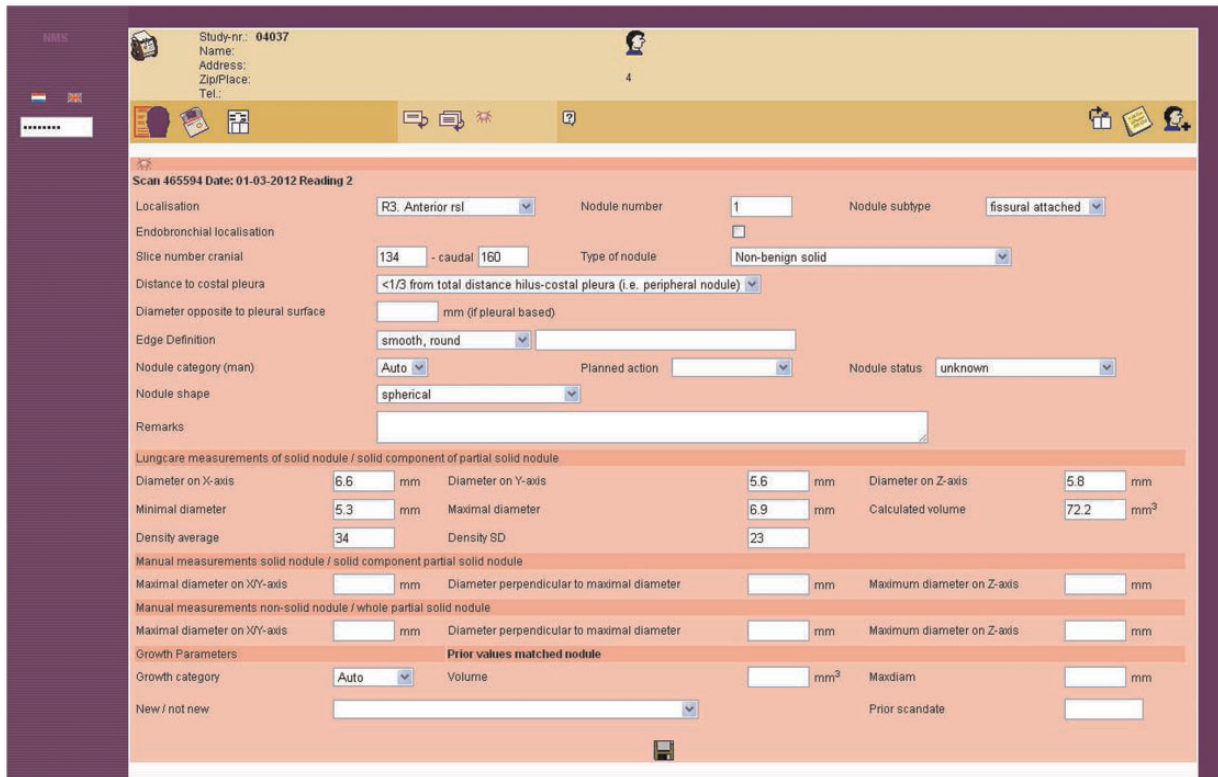 NMS
Study-nr.: 04037
Name:
Address:
Zip/Place:
4
Tel.:
••••••••
?
Scan 465594 Date: 01-03-2012 Reading 2
Localisation R3. Anterior rsl Nodule number 1 Nodule subtype fissural attached
Endobronchial localisation
Slice number cranial 134 - caudal 160 Type of nodule Non-benign solid
Distance to costal pleura <1/3 from total distance hilus-costal pleura (i.e. peripheral nodule)
Diameter opposite to pleural surface mm (if pleural based)
Edge Definition smooth, round
Nodule category (man) Auto Planned action Nodule status unknown
Nodule shape spherical
Remarks
Lungcare measurements of solid nodule / solid component of partial solid nodule
Diameter on X-axis 6.6 mm Diameter on Y-axis 5.6 mm Diameter on Z-axis 5.8 mm
Minimal diameter 5.3 mm Maximal diameter 6.9 mm Calculated volume 72.2 mm³
Density average 34 Density SD 23
Manual measurements solid nodule / solid component partial solid nodule
Maximal diameter on X/Y-axis mm Diameter perpendicular to maximal diameter mm Maximum diameter on Z-axis mm
Manual measurements non-solid nodule / whole partial solid nodule
Maximal diameter on X/Y-axis mm Diameter perpendicular to maximal diameter mm Maximum diameter on Z-axis mm
Growth Parameters Prior values matched nodule
Growth category Auto Volume mm³ Maxdiam mm
New / not new Prior scandate